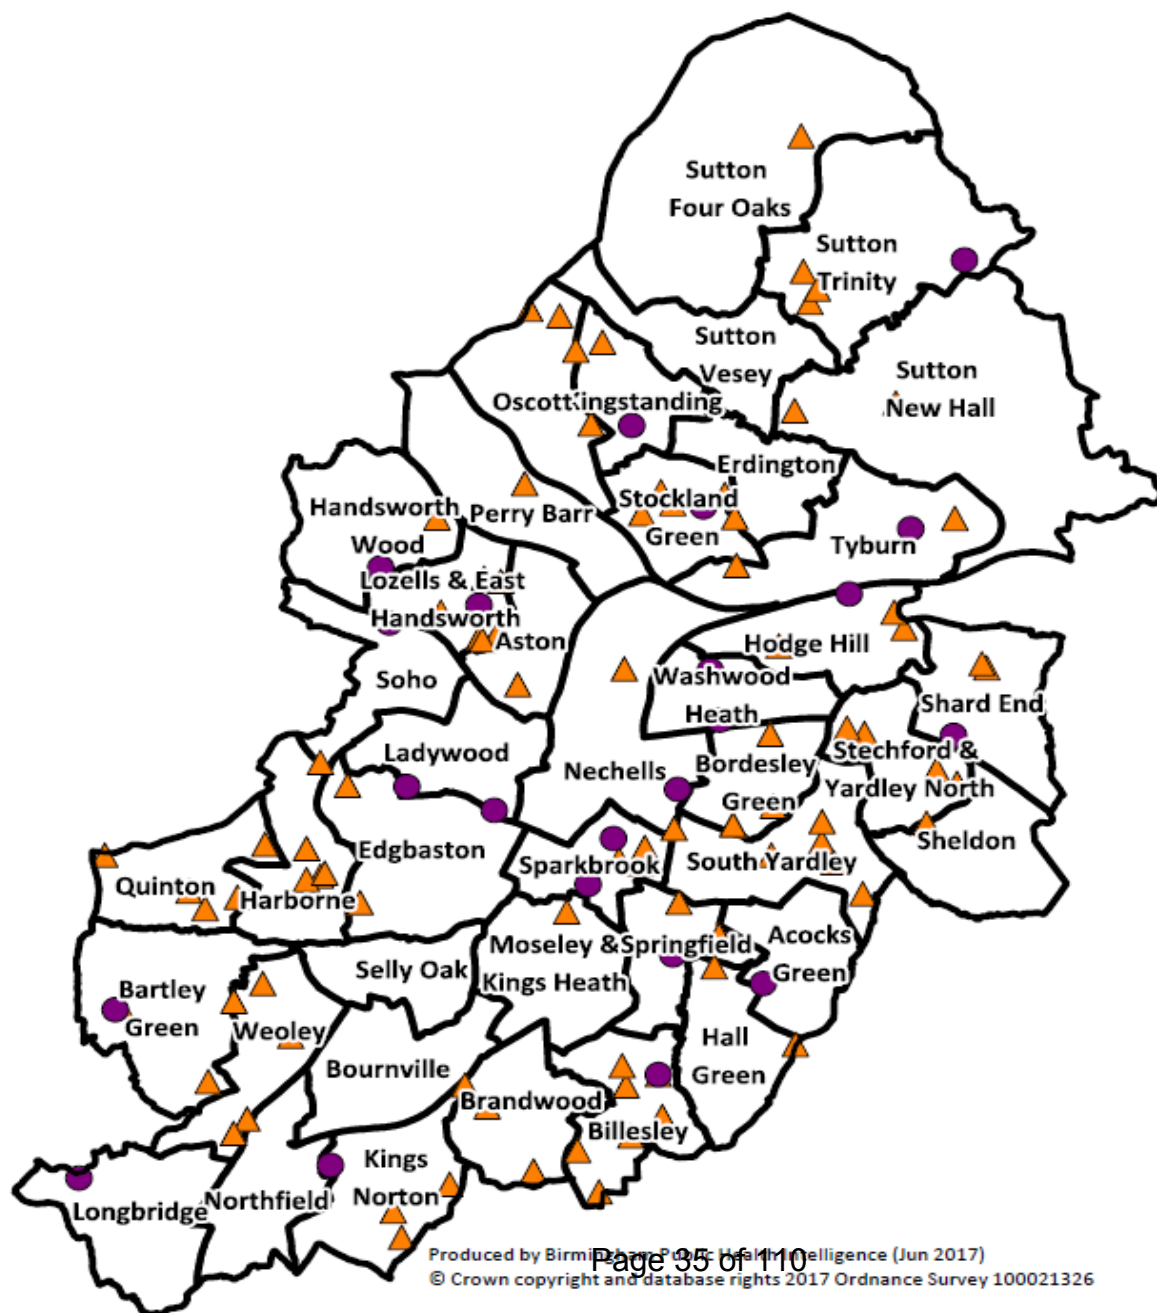 Sutton
Four Oaks
Sutton
Trinity
Sutton
Vesey
Sutton
New Hall
Oscott
Kingstanding
Erdington
Handsworth
Wood
Perry Barr
Stockland
Green
Tyburn
Lozells & East
Handsworth
Aston
Hodge Hill
Soho
Washwood
Heath
Shard End
Ladywood
Nechells
Bordesley
Green
Stechford &
Yardley North
Sheldon
Edgbaston
Sparkbrook
South Yardley
Quinton
Harborne
Moseley &
Kings Heath
Springfield
Acocks
Green
Selly Oak
Bartley
Green
Weoley
Hall
Green
Bournville
Brandwood
Billesley
Kings
Norton
Longbridge
Northfield
Produced by Birmingham Public Health Intelligence (Jun 2017)
Page 35 of 110
© Crown copyright and database rights 2017 Ordnance Survey 100021326